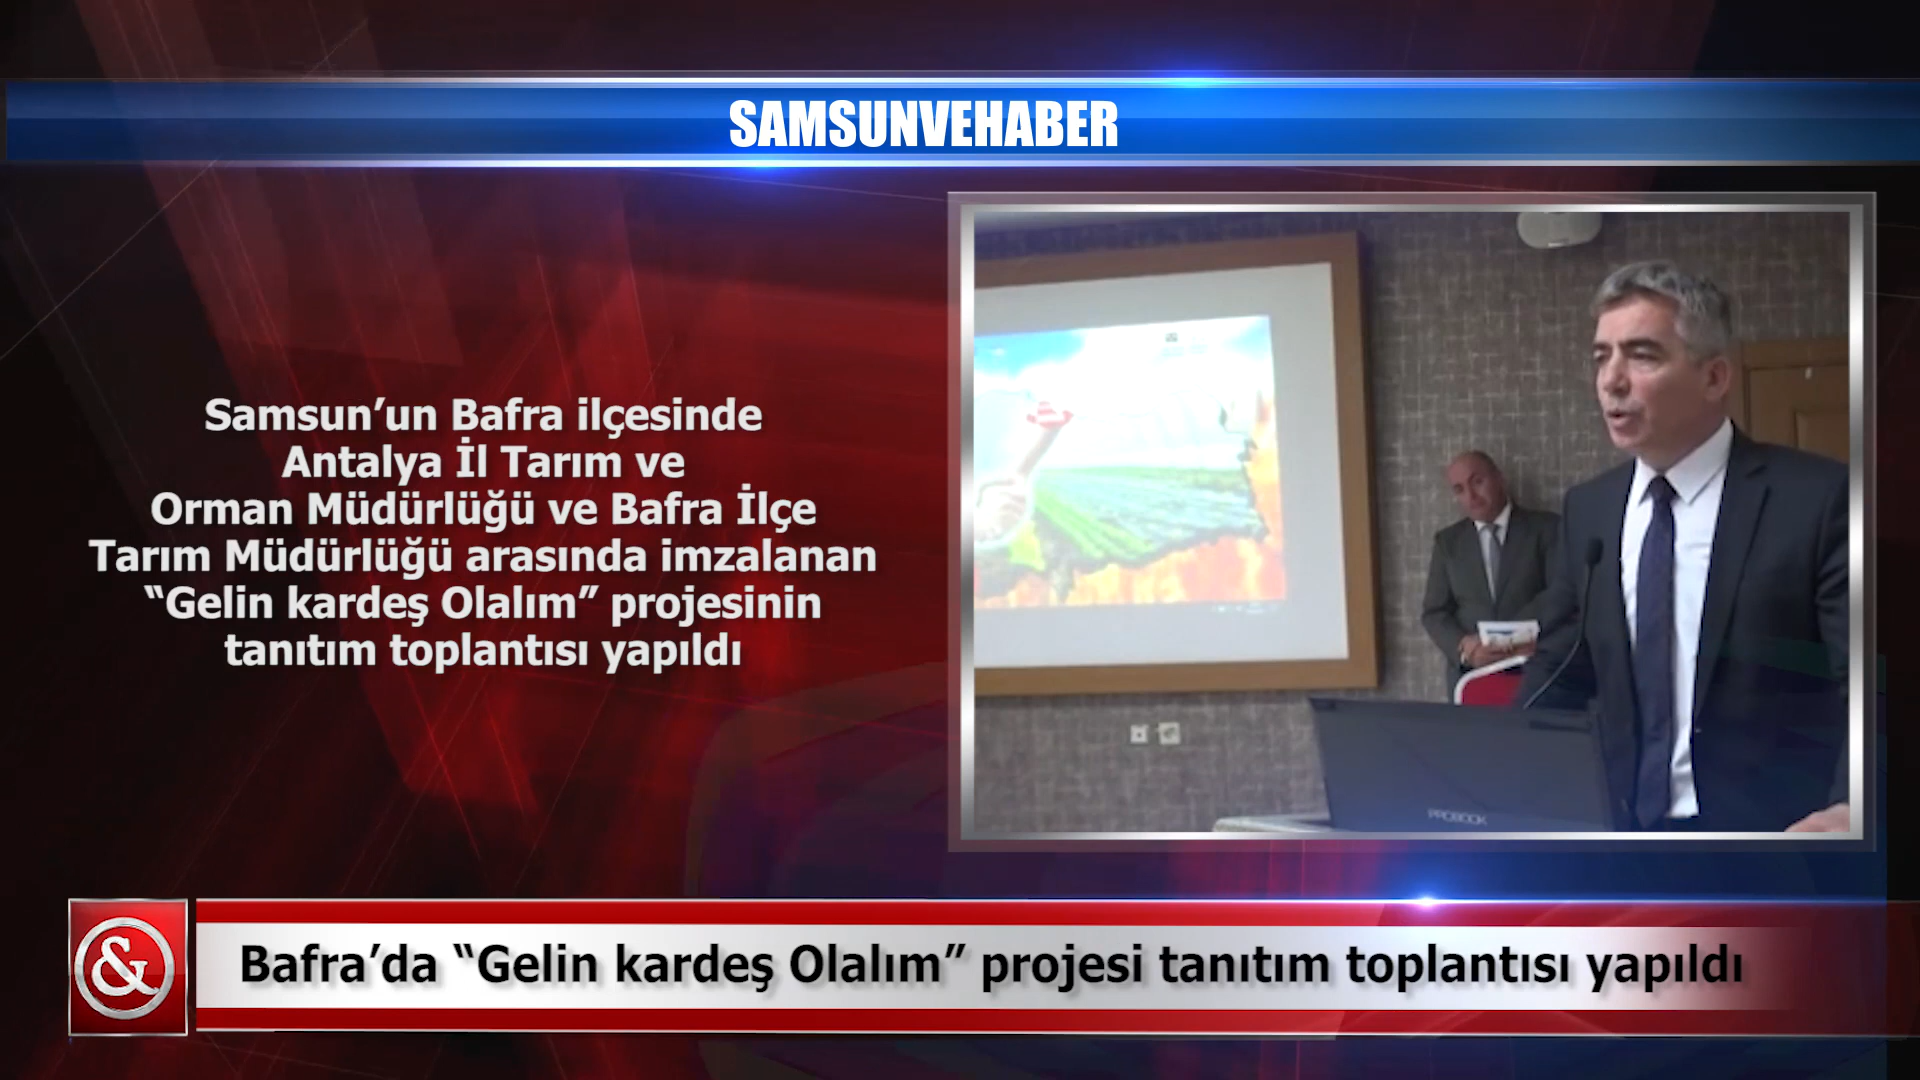 SAMSUNVEHABER
Samsun’un Bafra ilçesinde
Antalya İl Tarım ve
Orman Müdürlüğü ve Bafra İlçe
Tarım Müdürlüğü arasında imzalanan
“Gelin kardeş Olalım” projesinin
tanıtım toplantısı yapıldı
PROBOOK
&
Bafra’da “Gelin kardeş Olalım” projesi tanıtım toplantısı yapıldı